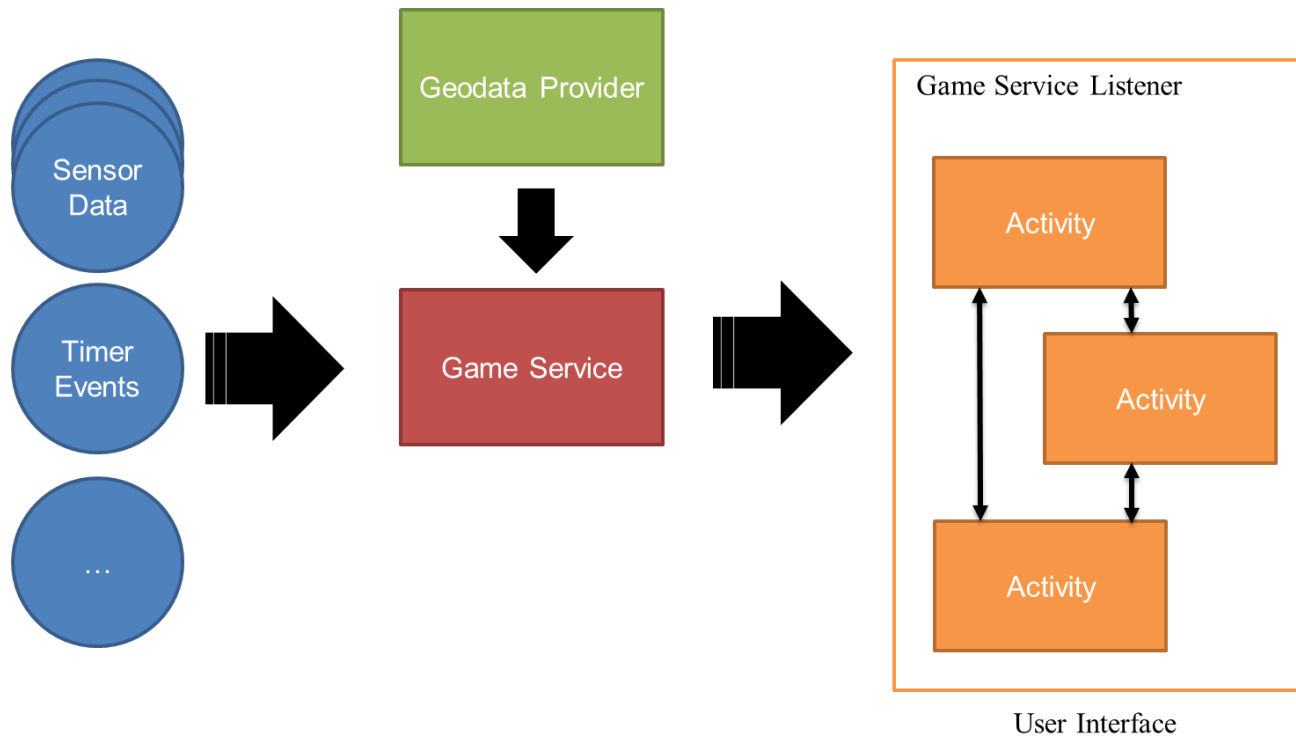 Sensor
Data
Timer
Events
…
Geodata Provider
Game Service
Game Service Listener
Activity
Activity
Activity
User Interface